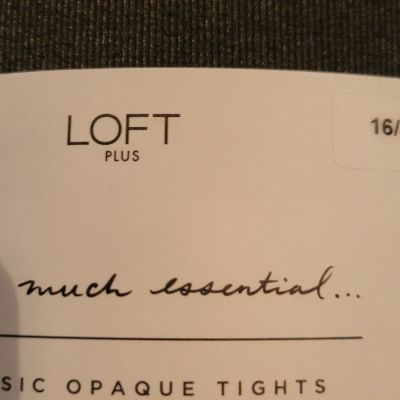 LOFT
PLUS
16/
much essential...
SIC OPAQUE TIGHTS